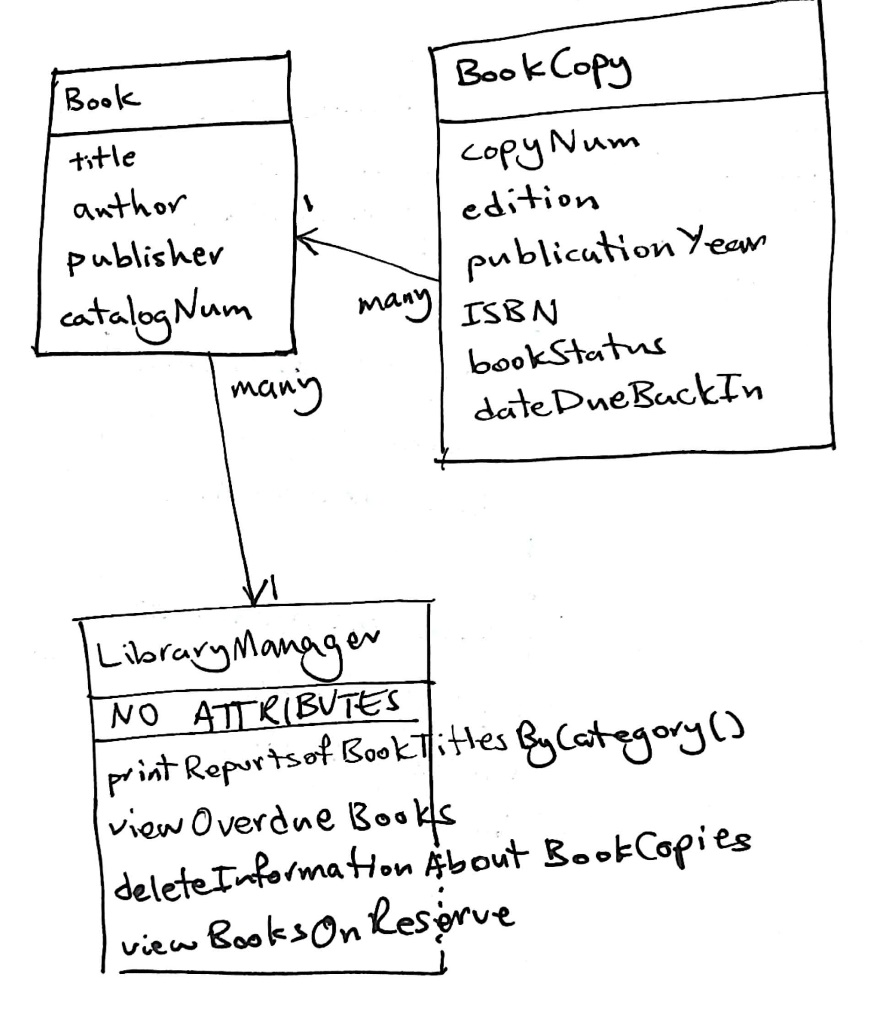 Book
title
author
publisher
catalogNum
BookCopy
copyNum
edition
publicationYear
ISBN
bookStatus
dateDueBackIn
1
many
many
1
LibraryManager
NO ATTRIBUTES
printReportsofBookTitlesByCategory()
viewOverdueBooks
deleteInformationAboutBookCopies
viewBooksOnReserve